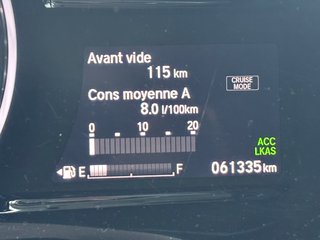 Avant vide
115 km
CRUISE
MODE
Cons moyenne A
8.0 l/100km
0 10 20
ACC
LKAS
E F
061335 km